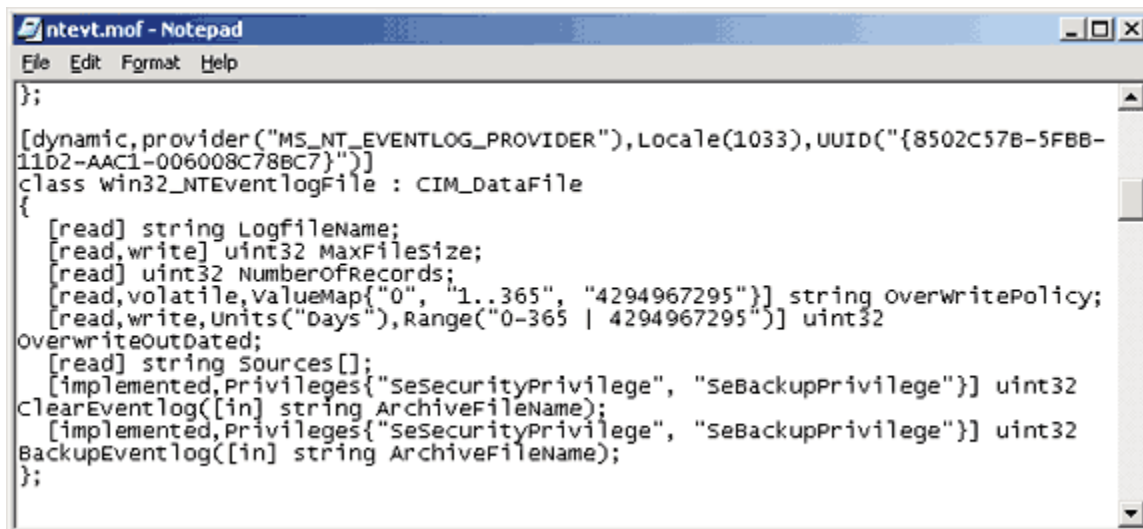 ntevt.mof - Notepad
File Edit Format Help
};
[dynamic,provider("MS_NT_EVENTLOG_PROVIDER"),Locale(1033),UUID("{8502C57B-5FBB-
11D2-AAC1-006008C78BC7}")]
class Win32_NTEventlogFile : CIM_DataFile
{
[read] string LogfileName;
[read,write] uint32 MaxFileSize;
[read] uint32 NumberOfRecords;
[read,volatile,ValueMap{"0", "1..365", "4294967295"}] string OverWritePolicy;
[read,write,Units("Days"),Range("0-365 | 4294967295")] uint32
OverwriteOutDated;
[read] string Sources[];
[implemented,Privileges{"SeSecurityPrivilege", "SeBackupPrivilege"}] uint32
ClearEventlog([in] string ArchiveFileName);
[implemented,Privileges{"SeSecurityPrivilege", "SeBackupPrivilege"}] uint32
BackupEventlog([in] string ArchiveFileName);
};